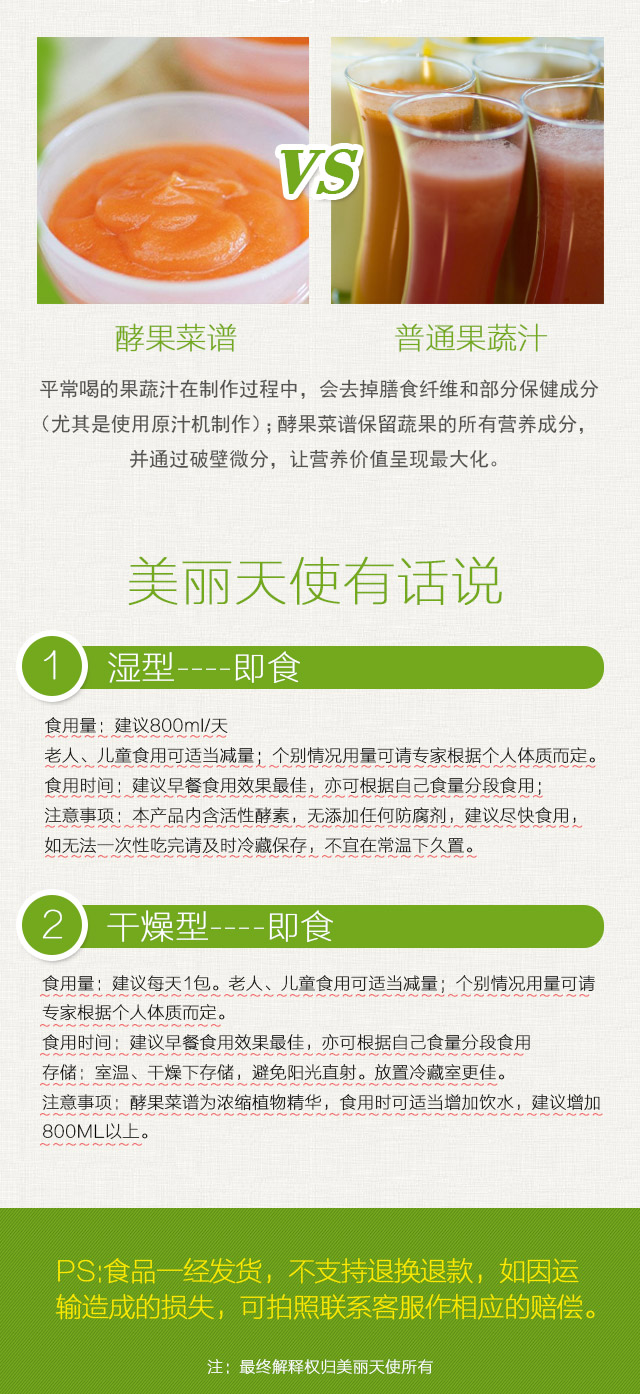 VS
酵果菜谱
普通果蔬汁
平常喝的果蔬汁在制作过程中，会去掉膳食纤维和部分保健成分
（尤其是使用原汁机制作）；酵果菜谱保留蔬果的所有营养成分，
并通过破壁微分，让营养价值呈现最大化。
美丽天使有话说
1 湿型----即食
食用量：建议800ml/天
老人、儿童食用可适当减量；个别情况用量可请专家根据个人体质而定。
食用时间：建议早餐食用效果最佳，亦可根据自己食量分段食用；
注意事项：本产品内含活性酵素，无添加任何防腐剂，建议尽快食用，
如无法一次性吃完请及时冷藏保存，不宜在常温下久置。
2 干燥型----即食
食用量：建议每天1包。老人、儿童食用可适当减量；个别情况用量可请
专家根据个人体质而定。
食用时间：建议早餐食用效果最佳，亦可根据自己食量分段食用
存储：室温、干燥下存储，避免阳光直射。放置冷藏室更佳。
注意事项：酵果菜谱为浓缩植物精华，食用时可适当增加饮水，建议增加
800ML以上。
PS:食品一经发货，不支持退换退款，如因运
输造成的损失，可拍照联系客服作相应的赔偿。
注：最终解释权归美丽天使所有